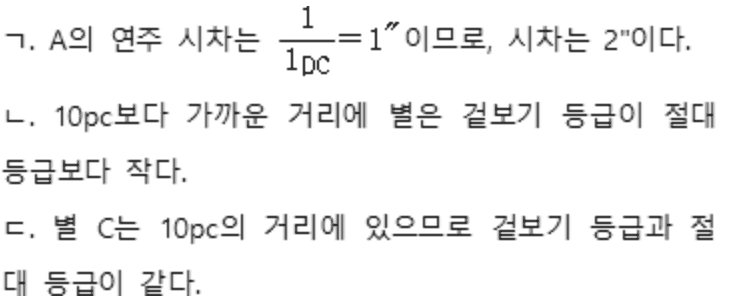 ㄱ. A의 연주 시차는 1/1pc=1″이므로, 시차는 2"이다.
ㄴ. 10pc보다 가까운 거리에 별은 겉보기 등급이 절대
등급보다 작다.
ㄷ. 별 C는 10pc의 거리에 있으므로 겉보기 등급과 절
대 등급이 같다.